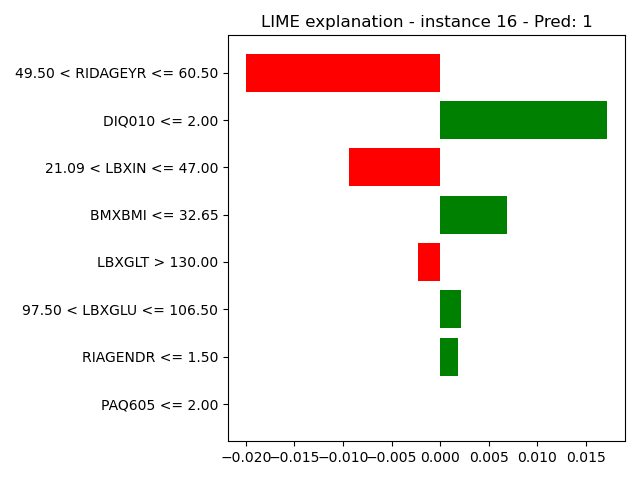 LIME explanation - instance 16 - Pred: 1
49.50 < RIDAGEYR <= 60.50
DIQ010 <= 2.00
21.09 < LBXIN <= 47.00
BMXBMI <= 32.65
LBXGLT > 130.00
97.50 < LBXGLU <= 106.50
RIAGENDR <= 1.50
PAQ605 <= 2.00
−0.020 −0.015 −0.010 −0.005 0.000 0.005 0.010 0.015